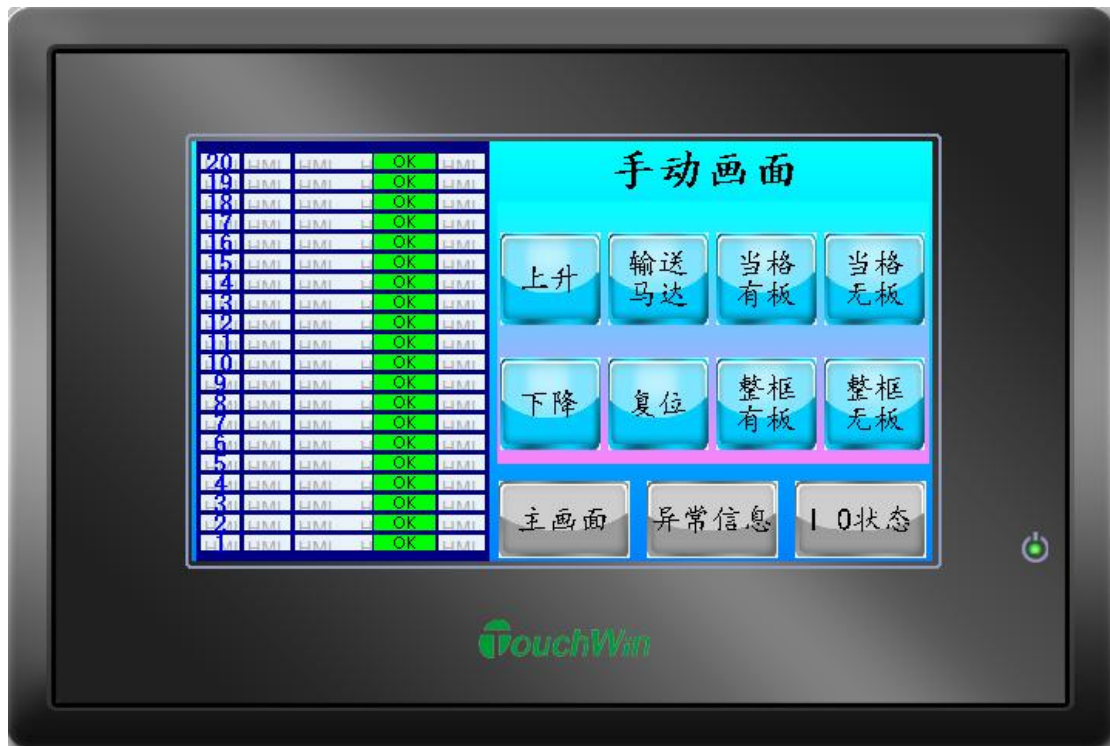 手动画面
20 HMI HMI H OK HMI
19 HMI HMI H OK HMI
18 HMI HMI H OK HMI
17 HMI HMI H OK HMI
16 HMI HMI H OK HMI
15 HMI HMI H OK HMI
14 HMI HMI H OK HMI
13 HMI HMI H OK HMI
12 HMI HMI H OK HMI
11 HMI HMI H OK HMI
10 HMI HMI H OK HMI
9 HMI HMI H OK HMI
8 HMI HMI H OK HMI
7 HMI HMI H OK HMI
6 HMI HMI H OK HMI
5 HMI HMI H OK HMI
4 HMI HMI H OK HMI
3 HMI HMI H OK HMI
2 HMI HMI H OK HMI
1 HMI HMI H OK HMI
上升
输送
马达
当格
有板
当格
无板
下降
复位
整框
有板
整框
无板
主画面
异常信息
IO状态
TouchWin